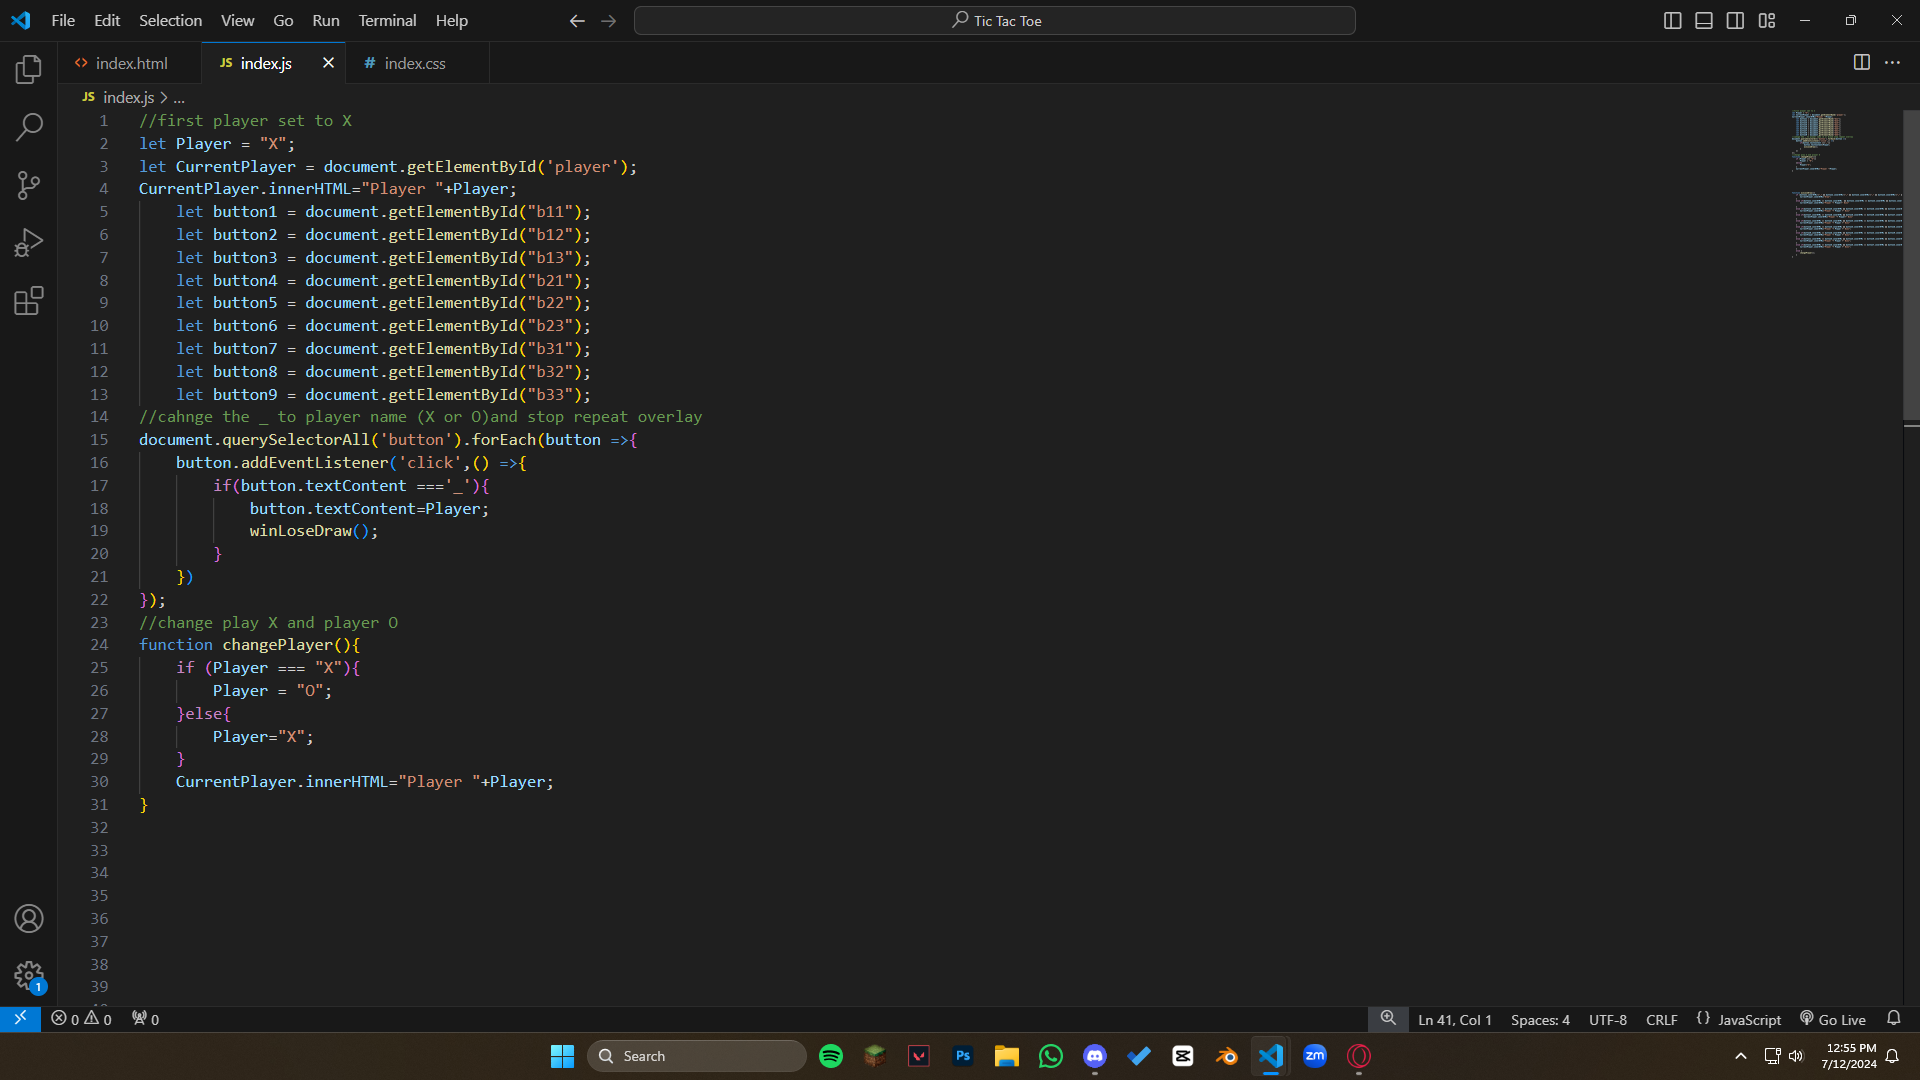 File Edit Selection View Go Run Terminal Help
Tic Tac Toe
index.html
JS index.js
# index.css
JS index.js > ...
1 //first player set to X
2 let Player = "X";
3 let CurrentPlayer = document.getElementById('player');
4 CurrentPlayer.innerHTML="Player "+Player;
5 let button1 = document.getElementById("b11");
6 let button2 = document.getElementById("b12");
7 let button3 = document.getElementById("b13");
8 let button4 = document.getElementById("b21");
9 let button5 = document.getElementById("b22");
10 let button6 = document.getElementById("b23");
11 let button7 = document.getElementById("b31");
12 let button8 = document.getElementById("b32");
13 let button9 = document.getElementById("b33");
14 //cahnge the _ to player name (X or O)and stop repeat overlay
15 document.querySelectorAll('button').forEach(button =>{
16 button.addEventListener('click',() =>{
17 if(button.textContent ==='_'){
18 button.textContent=Player;
19 winLoseDraw();
20 }
21 })
22 });
23 //change play X and player O
24 function changePlayer(){
25 if (Player === "X"){
26 Player = "O";
27 }else{
28 Player="X";
29 }
30 CurrentPlayer.innerHTML="Player "+Player;
31 }
32
33
34
35
36
37
38
39
1
0 0 0
Ln 41, Col 1 Spaces: 4 UTF-8 CRLF {} JavaScript Go Live
Search
Ps
zm
12:55 PM
7/12/2024